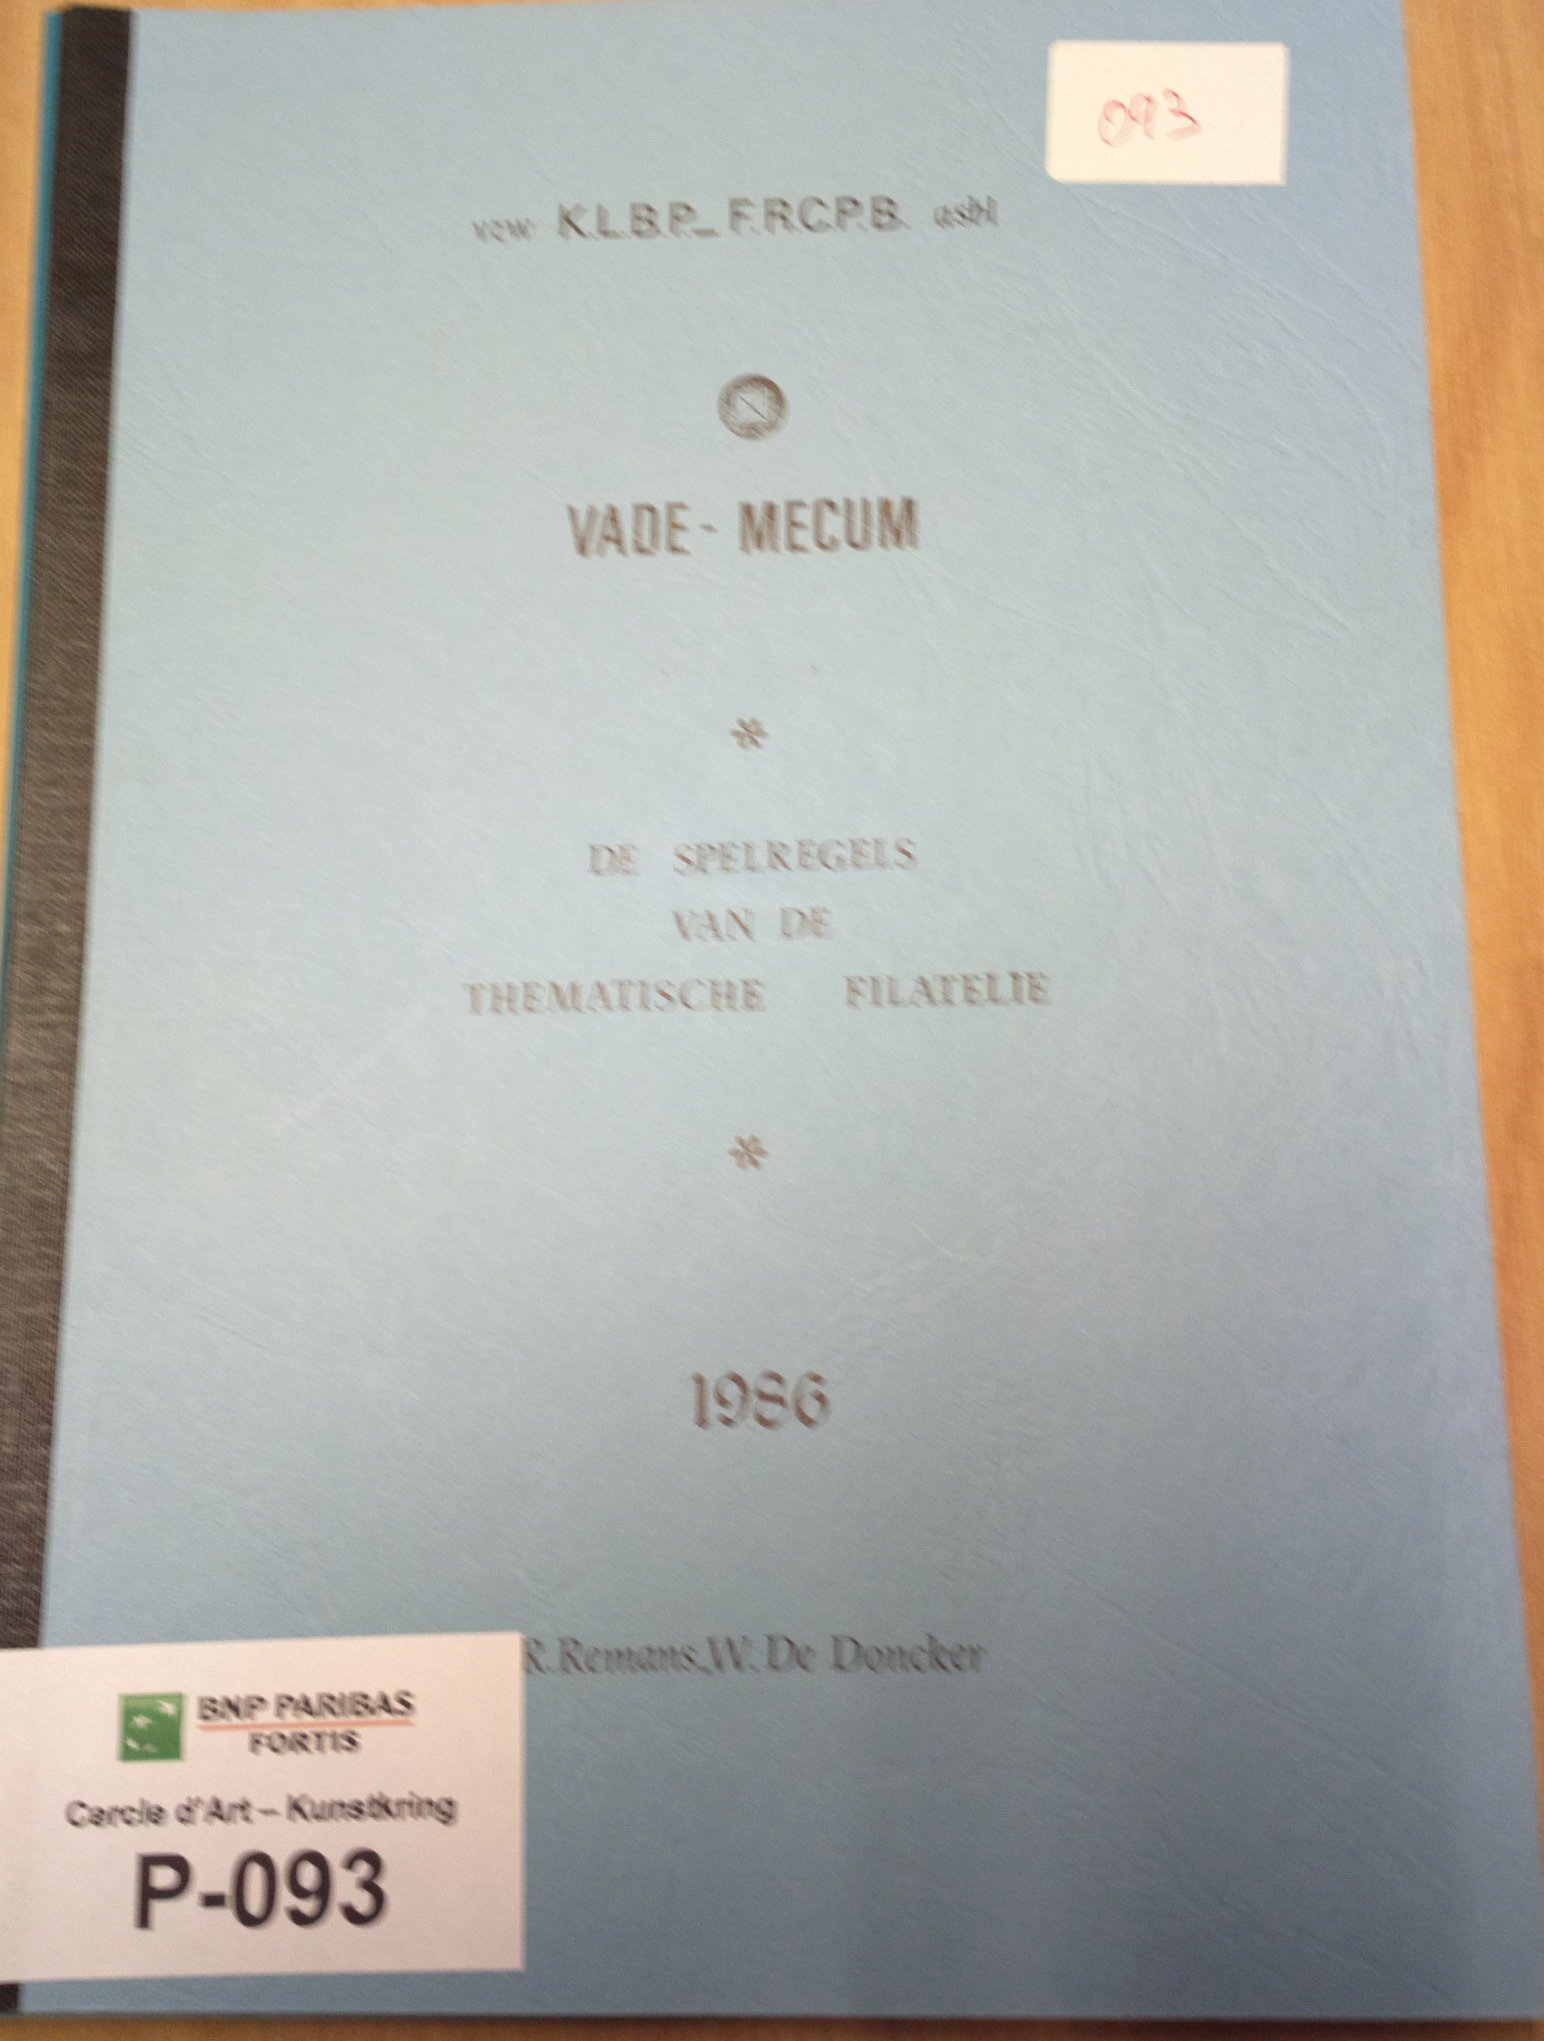 093
vzw K.L.B.P._ F.R.C.P.B. asbl
VADE - MECUM
*
DE SPELREGELS
VAN DE
THEMATISCHE FILATELIE
*
1986
R.Remans_W. De Doncker
BNP PARIBAS
FORTIS
Cercle d'Art – Kunstkring
P-093